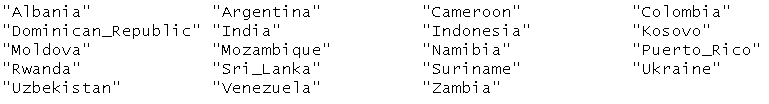 "Albania" "Argentina" "Cameroon" "Colombia"
"Dominican_Republic" "India" "Indonesia" "Kosovo"
"Moldova" "Mozambique" "Namibia" "Puerto_Rico"
"Rwanda" "Sri_Lanka" "Suriname" "Ukraine"
"Uzbekistan" "Venezuela" "Zambia"